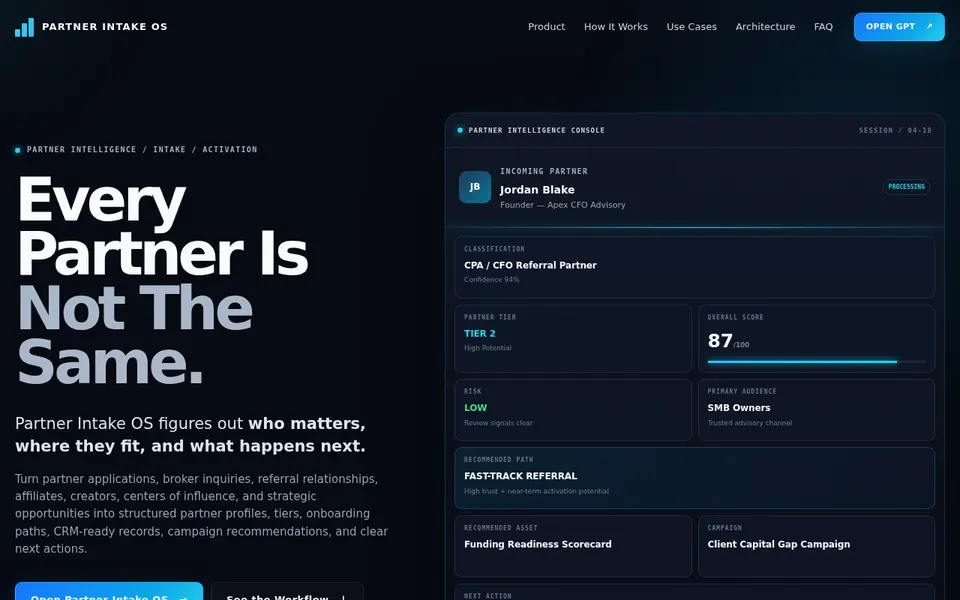 PARTNER INTAKE OS
Product
How It Works
Use Cases
Architecture
FAQ
OPEN GPT ↗
PARTNER INTELLIGENCE / INTAKE / ACTIVATION
Every
Partner Is
Not The
Same.
Partner Intake OS figures out who matters,
where they fit, and what happens next.
Turn partner applications, broker inquiries, referral relationships,
affiliates, creators, centers of influence, and strategic
opportunities into structured partner profiles, tiers, onboarding
paths, CRM-ready records, campaign recommendations, and clear
next actions.
Open Partner Intake OS →
See the Workflow ↓
PARTNER INTELLIGENCE CONSOLE
SESSION / 04-18
JB
INCOMING PARTNER
Jordan Blake
Founder — Apex CFO Advisory
PROCESSING
CLASSIFICATION
CPA / CFO Referral Partner
Confidence 94%
PARTNER TIER
TIER 2
High Potential
OVERALL SCORE
87/100
RISK
LOW
Review signals clear
PRIMARY AUDIENCE
SMB Owners
Trusted advisory channel
RECOMMENDED PATH
FAST-TRACK REFERRAL
High trust + near-term activation potential
RECOMMENDED ASSET
Funding Readiness Scorecard
CAMPAIGN
Client Capital Gap Campaign
NEXT ACTION